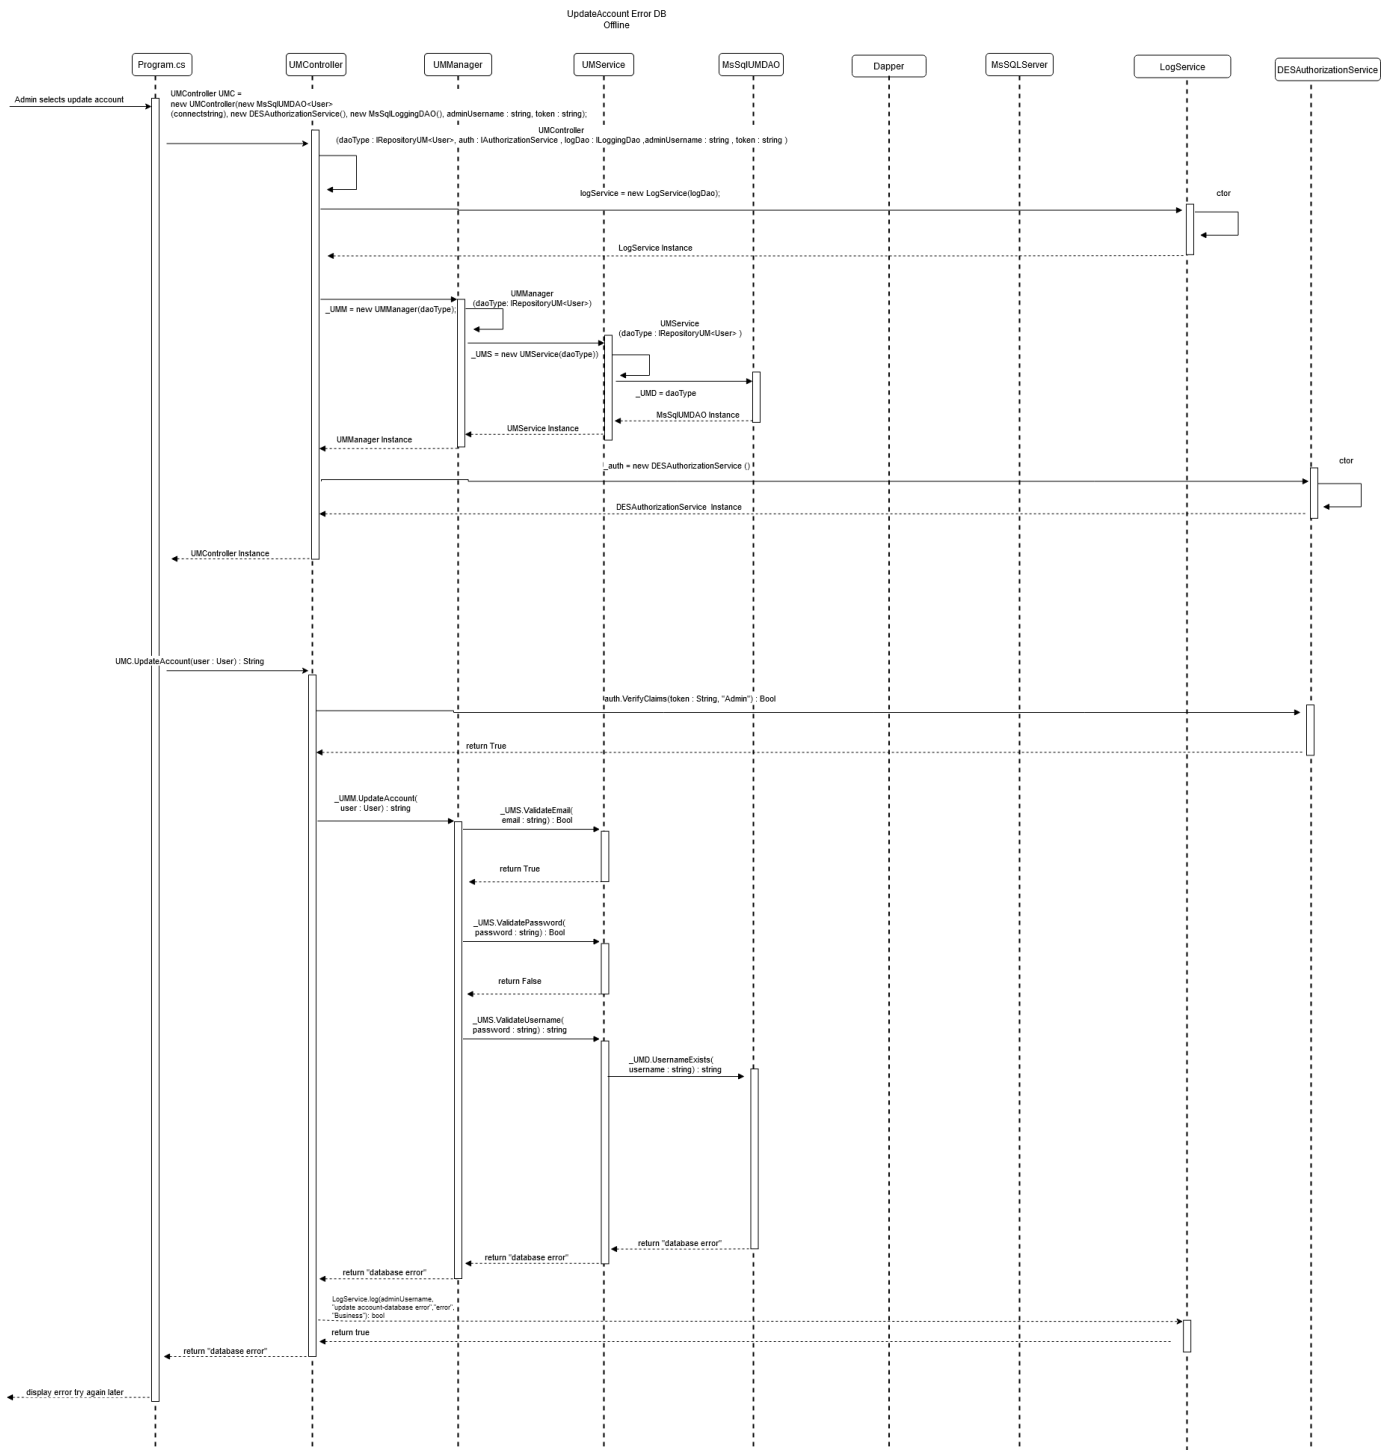 UpdateAccount Error DB
Offline
Program.cs
UMController
UMManager
UMService
MsSqlUMDAO
Dapper
MsSQLServer
LogService
DESAuthorizationService
Admin selects update account
UMController UMC =
new UMController(new MsSqlUMDAO<User>
(connectstring), new DESAuthorizationService(), new MsSqlLoggingDAO(), adminUsername : string, token : string);
UMController
(daoType : IRepositoryUM<User>, auth : IAuthorizationService , logDao : ILoggingDao ,adminUsername : string , token : string )
logService = new LogService(logDao);
ctor
LogService Instance
_UMM = new UMManager(daoType);
UMManager
(daoType: IRepositoryUM<User>)
UMService
(daoType : IRepositoryUM<User> )
_UMS = new UMService(daoType))
_UMD = daoType
MsSqlUMDAO Instance
UMService Instance
UMManager Instance
_auth = new DESAuthorizationService ()
ctor
DESAuthorizationService  Instance
UMController Instance
UMC.UpdateAccount(user : User) : String
auth.VerifyClaims(token : String, "Admin") : Bool
return True
_UMM.UpdateAccount(
user : User) : string
_UMS.ValidateEmail(
email : string) : Bool
return True
_UMS.ValidatePassword(
password : string) : Bool
return False
_UMS.ValidateUsername(
password : string) : string
_UMD.UsernameExists(
username : string) : string
return "database error"
return "database error"
return "database error"
LogService.log(adminUsername,
"update account-database error","error",
"Business"): bool
return true
return "database error"
display error try again later